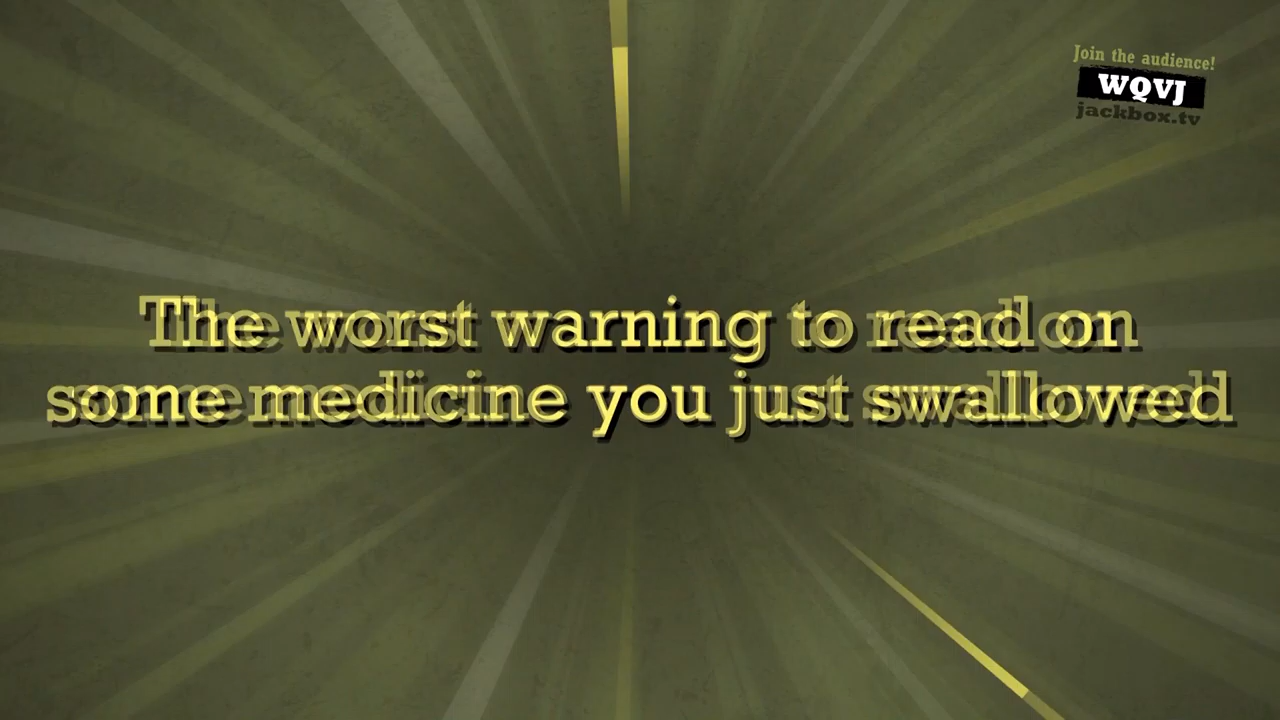 Join the audience!
WQVJ
jackbox.tv
The worst warning to read on
some medicine you just swallowed